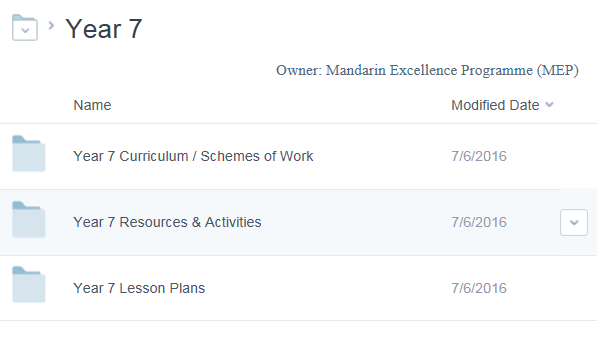 Year 7
Owner: Mandarin Excellence Programme (MEP)
Name Modified Date
Year 7 Curriculum / Schemes of Work 7/6/2016
Year 7 Resources & Activities 7/6/2016
Year 7 Lesson Plans 7/6/2016